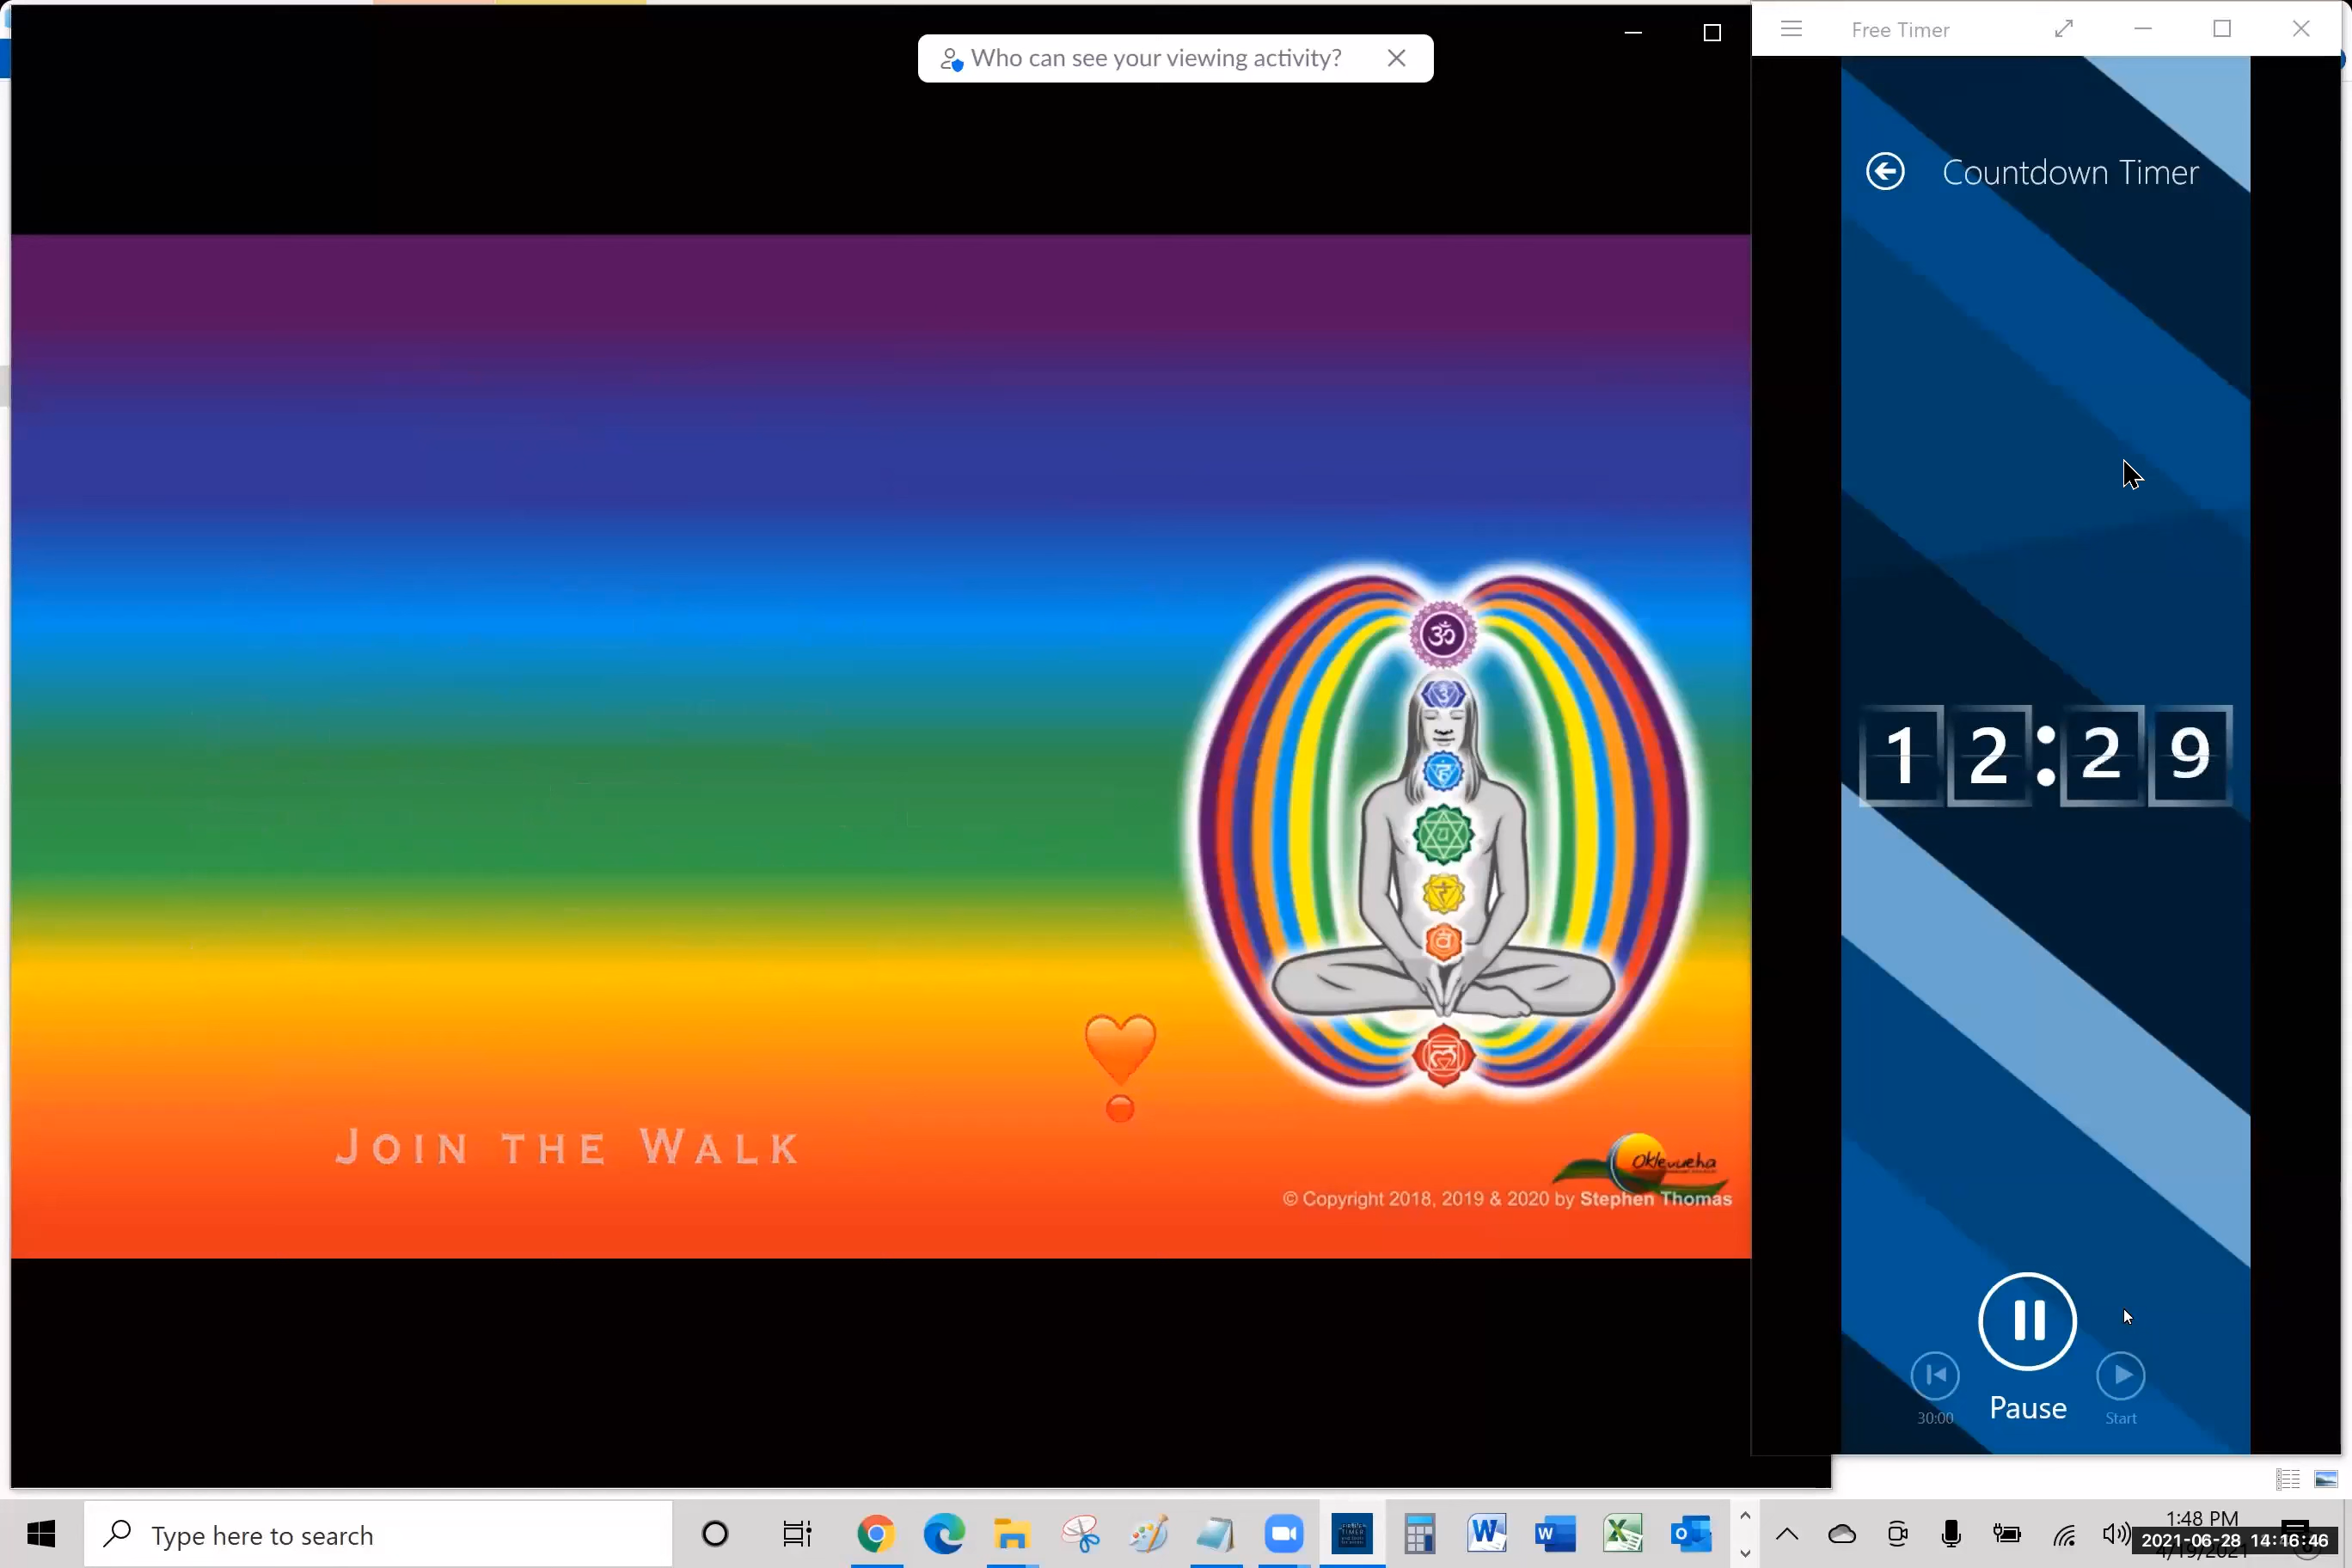 Who can see your viewing activity?
Free Timer
Countdown Timer
12:29
ॐ
JOIN THE WALK
Oklevueha
© Copyright 2018, 2019 & 2020 by Stephen Thomas
Pause
30:00
Start
Type here to search
1:48 PM
2021-06-28 14:16:46